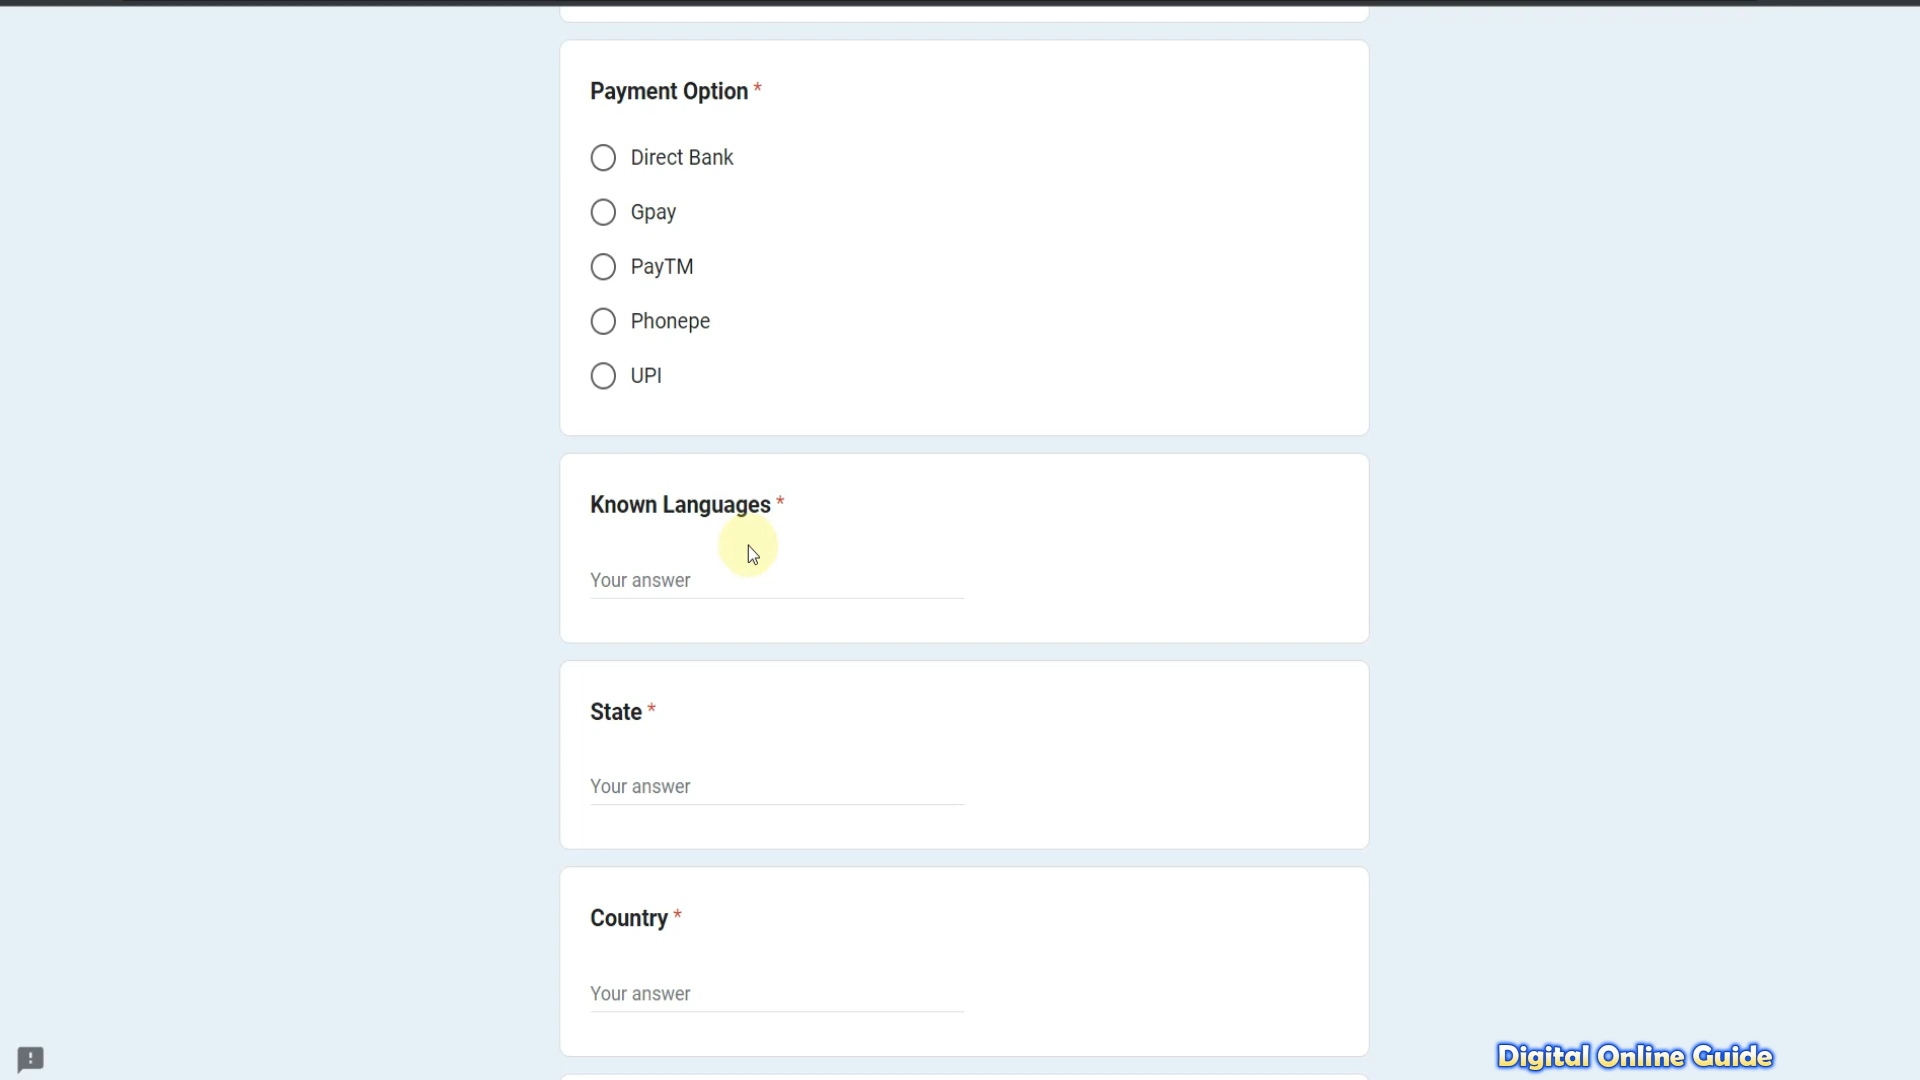 Payment Option *
Direct Bank
Gpay
PayTM
Phonepe
UPI
Known Languages *
Your answer
State *
Your answer
Country *
Your answer
Digital Online Guide